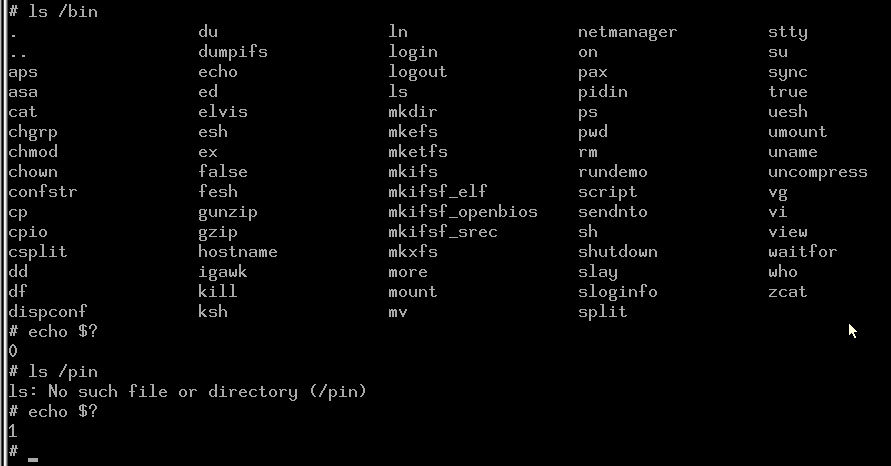 # ls /bin
. du ln netmanager stty
.. dumpifs login on su
aps echo logout pax sync
asa ed ls pidin true
cat elvis mkdir ps uesh
chgrp esh mkefs pwd umount
chmod ex mketfs rm uname
chown false mkifs rundemo uncompress
confstr fesh mkifsf_elf script vg
cp gunzip mkifsf_openbios sendnto vi
cpio gzip mkifsf_srec sh view
csplit hostname mkxfs shutdown waitfor
dd igawk more slay who
df kill mount sloginfo zcat
dispconf ksh mv split
# echo $?
0
# ls /pin
ls: No such file or directory (/pin)
# echo $?
1
# _